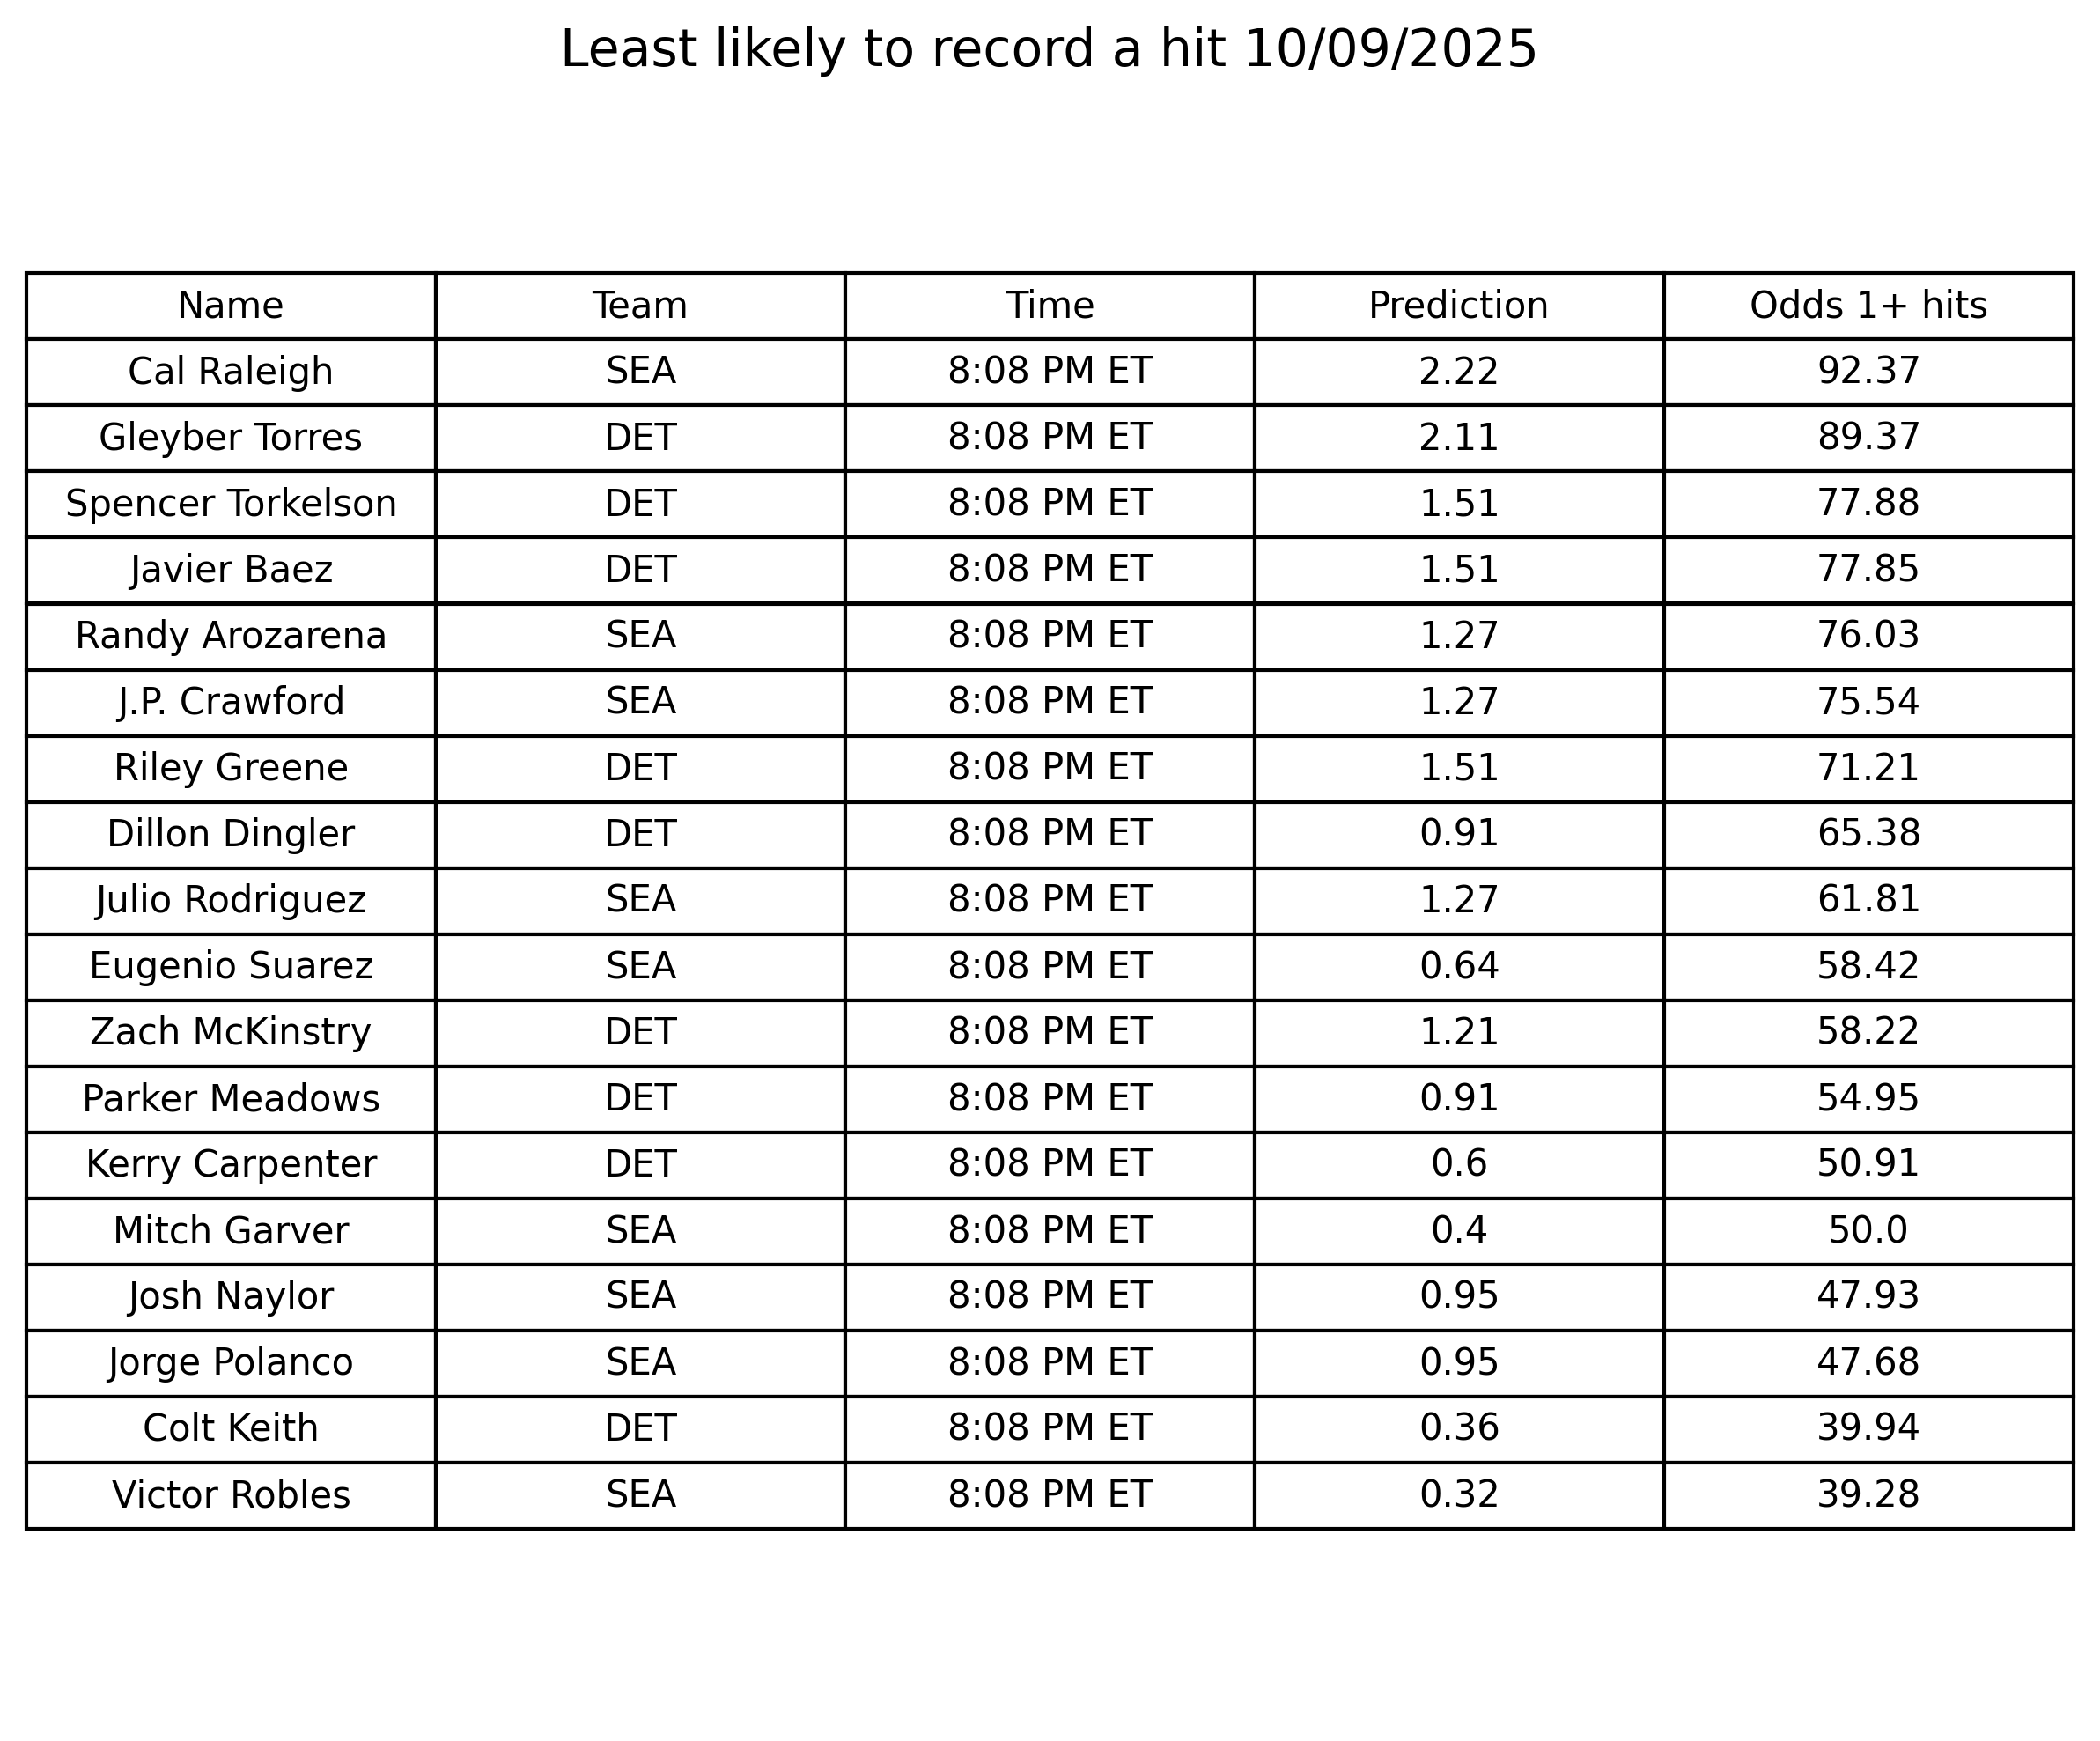 Least likely to record a hit 10/09/2025
Name Team Time Prediction Odds 1+ hits
Cal Raleigh SEA 8:08 PM ET 2.22 92.37
Gleyber Torres DET 8:08 PM ET 2.11 89.37
Spencer Torkelson DET 8:08 PM ET 1.51 77.88
Javier Baez DET 8:08 PM ET 1.51 77.85
Randy Arozarena SEA 8:08 PM ET 1.27 76.03
J.P. Crawford SEA 8:08 PM ET 1.27 75.54
Riley Greene DET 8:08 PM ET 1.51 71.21
Dillon Dingler DET 8:08 PM ET 0.91 65.38
Julio Rodriguez SEA 8:08 PM ET 1.27 61.81
Eugenio Suarez SEA 8:08 PM ET 0.64 58.42
Zach McKinstry DET 8:08 PM ET 1.21 58.22
Parker Meadows DET 8:08 PM ET 0.91 54.95
Kerry Carpenter DET 8:08 PM ET 0.6 50.91
Mitch Garver SEA 8:08 PM ET 0.4 50.0
Josh Naylor SEA 8:08 PM ET 0.95 47.93
Jorge Polanco SEA 8:08 PM ET 0.95 47.68
Colt Keith DET 8:08 PM ET 0.36 39.94
Victor Robles SEA 8:08 PM ET 0.32 39.28